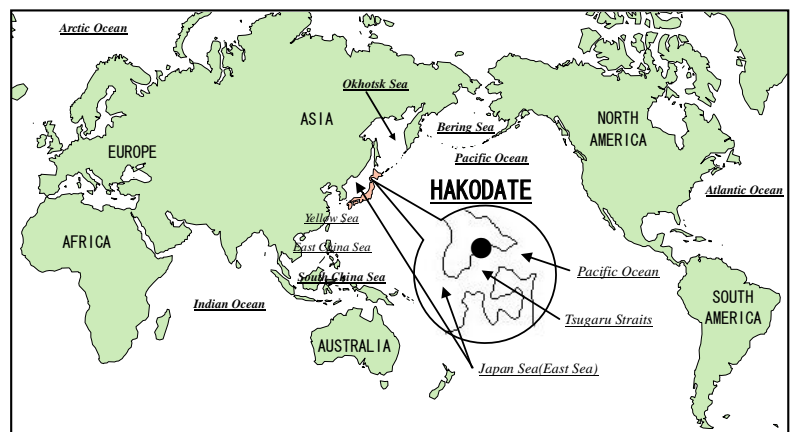 Arctic Ocean
Okhotsk Sea
ASIA
NORTH
AMERICA
Bering Sea
EUROPE
Pacific Ocean
HAKODATE
Atlantic Ocean
Yellow Sea
AFRICA
East China Sea
Pacific Ocean
South China Sea
Indian Ocean
SOUTH
AMERICA
Tsugaru Straits
AUSTRALIA
Japan Sea(East Sea)